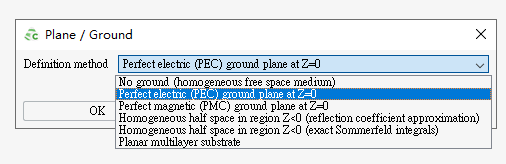 Plane / Ground
Definition method Perfect electric (PEC) ground plane at Z=0
No ground (homogeneous free space medium)
Perfect electric (PEC) ground plane at Z=0
OK Perfect magnetic (PMC) ground plane at Z=0
Homogeneous half space in region Z<0 (reflection coefficient approximation)
Homogeneous half space in region Z<0 (exact Sommerfeld integrals)
Planar multilayer substrate